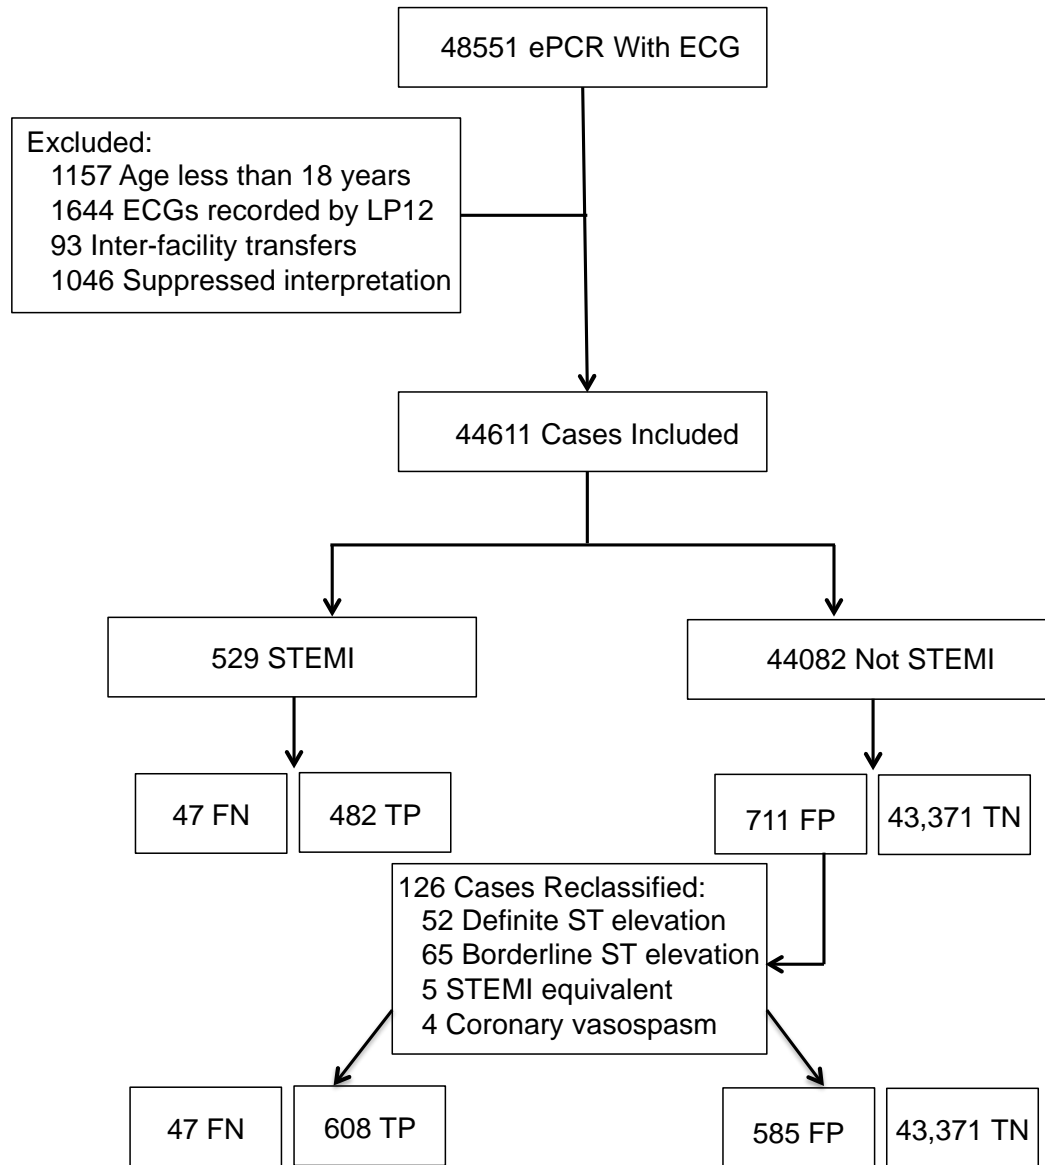 48551 ePCR With ECG
Excluded:
1157 Age less than 18 years
1644 ECGs recorded by LP12
93 Inter-facility transfers
1046 Suppressed interpretation
44611 Cases Included
529 STEMI
44082 Not STEMI
47 FN
482 TP
711 FP
43,371 TN
126 Cases Reclassified:
52 Definite ST elevation
65 Borderline ST elevation
5 STEMI equivalent
4 Coronary vasospasm
47 FN
608 TP
585 FP
43,371 TN